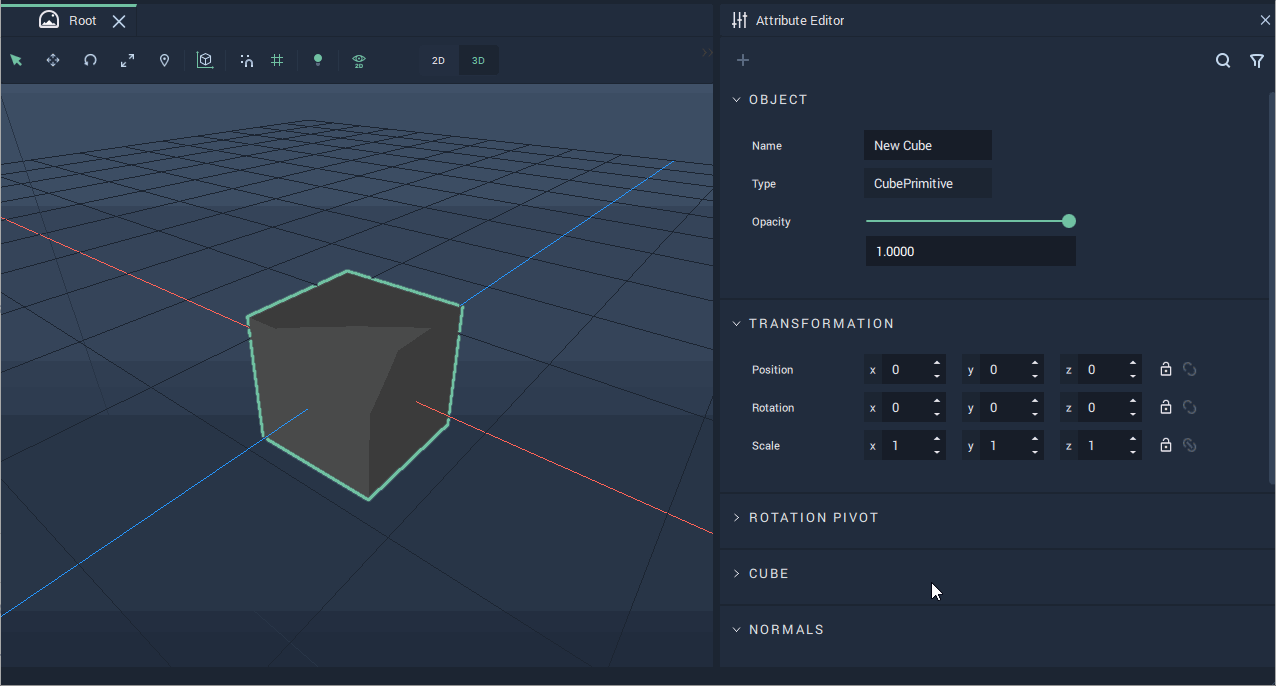 Root
Attribute Editor
2D
2D 3D
OBJECT
Name New Cube
Type CubePrimitive
Opacity
1.0000
TRANSFORMATION
Position x 0 y 0 z 0
Rotation x 0 y 0 z 0
Scale x 1 y 1 z 1
ROTATION PIVOT
CUBE
NORMALS